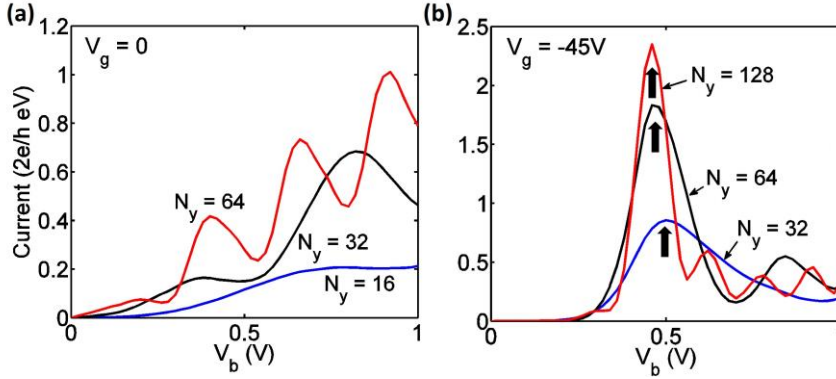 (a)
V_g = 0
1.2
1
0.8
0.6
0.4
0.2
0
Current (2e/h eV)
N_y = 64
N_y = 32
N_y = 16
0
0.5
1
V_b (V)
(b)
V_g = -45V
2.5
2
1.5
1
0.5
0
N_y = 128
N_y = 64
N_y = 32
0
0.5
V_b (V)